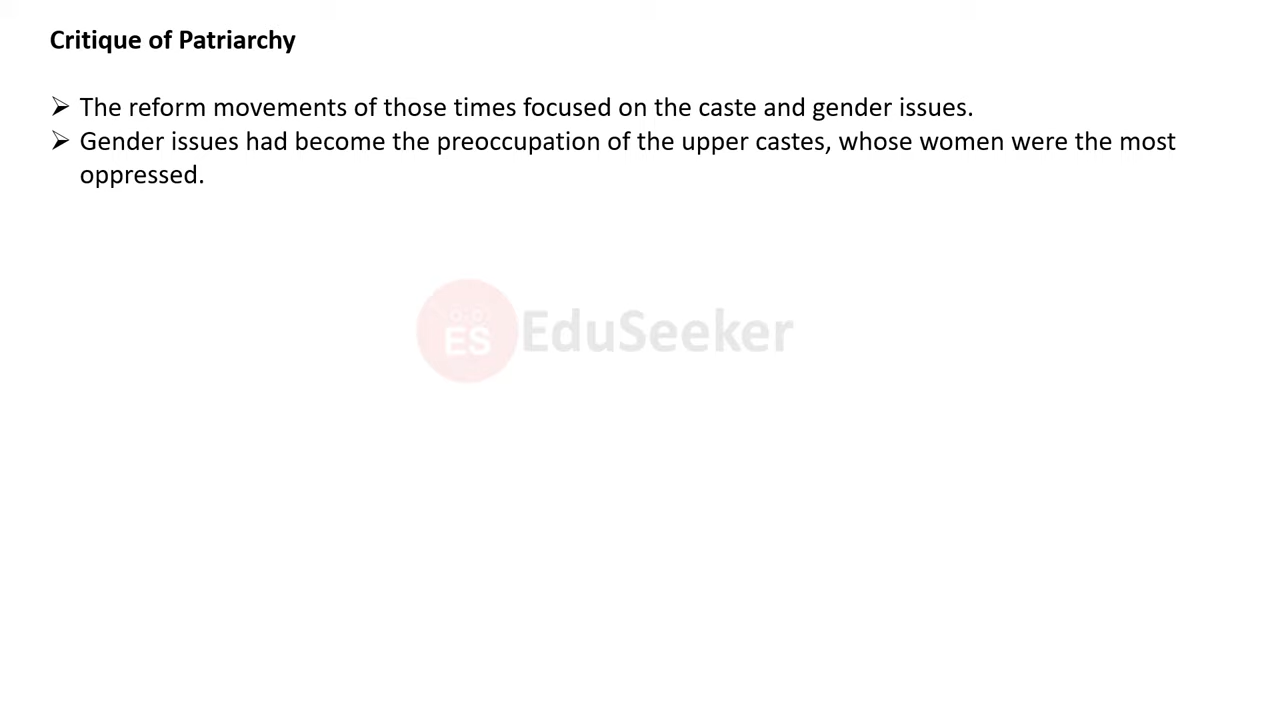 Critique of Patriarchy
➢ The reform movements of those times focused on the caste and gender issues.
➢ Gender issues had become the preoccupation of the upper castes, whose women were the most
oppressed.
ES EduSeeker